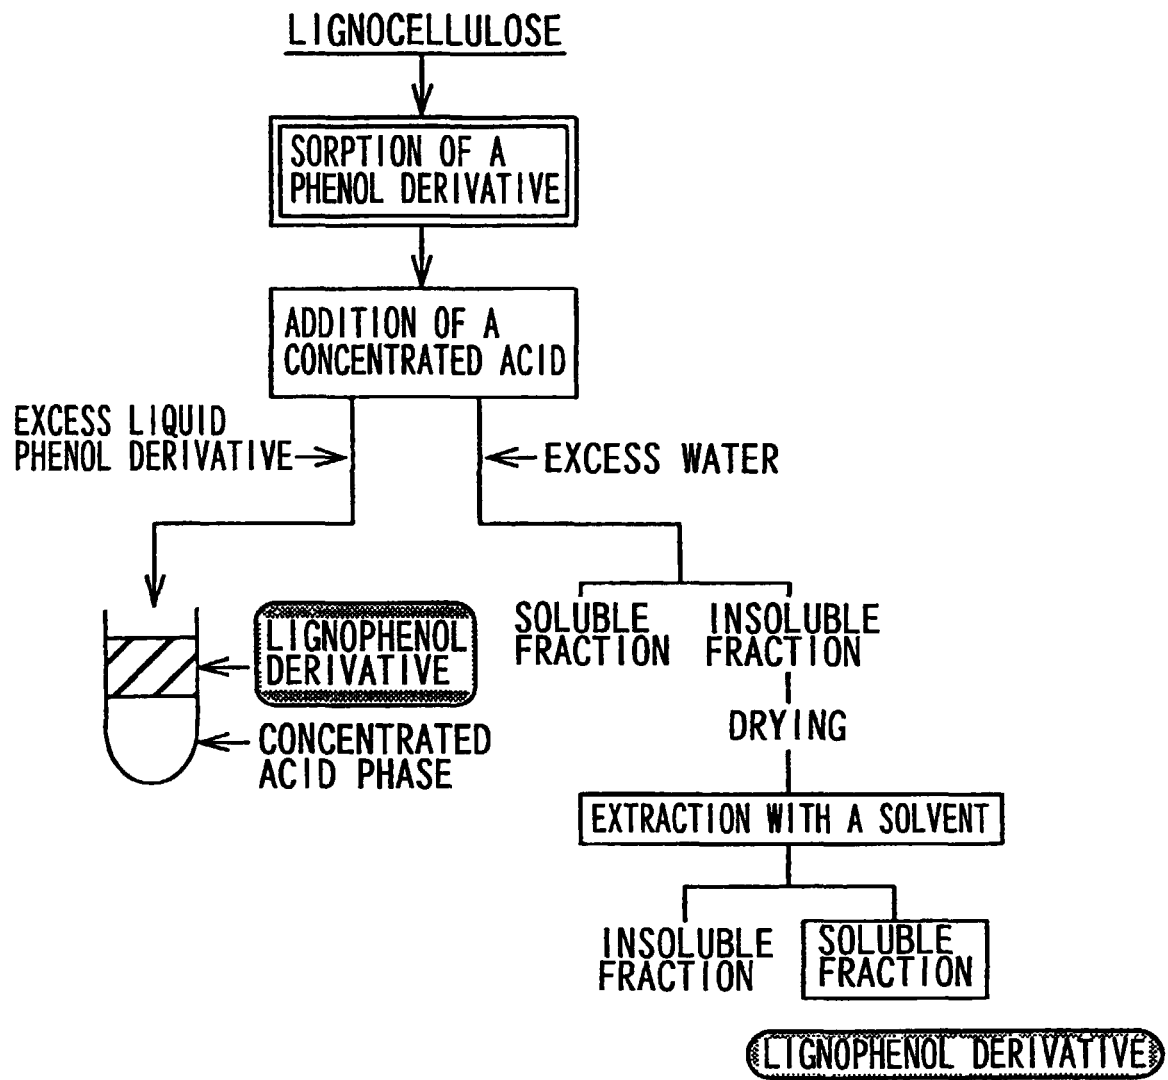 LIGNOCELLULOSE
SORPTION OF A
PHENOL DERIVATIVE
ADDITION OF A
CONCENTRATED ACID
EXCESS LIQUID
PHENOL DERIVATIVE
EXCESS WATER
LIGNOPHENOL
DERIVATIVE
CONCENTRATED
ACID PHASE
SOLUBLE
FRACTION
INSOLUBLE
FRACTION
DRYING
EXTRACTION WITH A SOLVENT
INSOLUBLE
FRACTION
SOLUBLE
FRACTION
LIGNOPHENOL DERIVATIVE